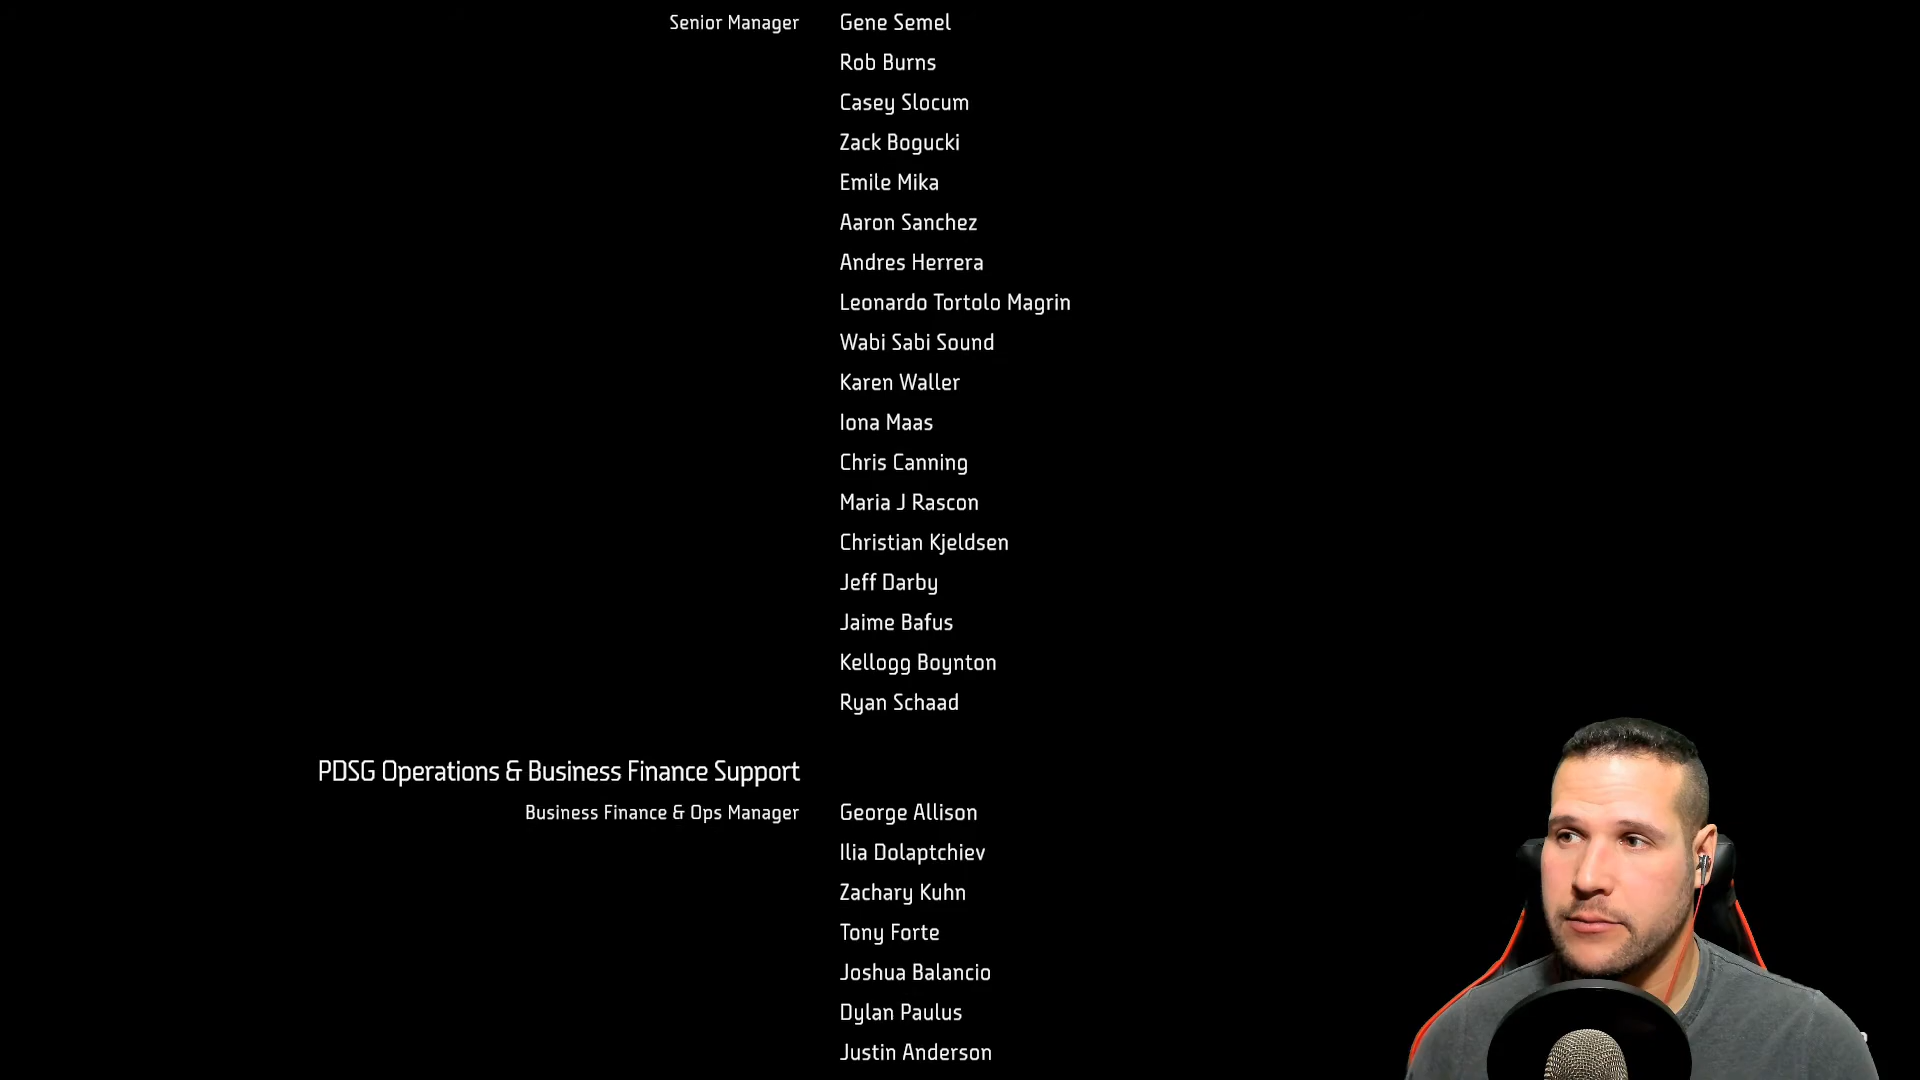 Senior Manager Gene Semel
Rob Burns
Casey Slocum
Zack Bogucki
Emile Mika
Aaron Sanchez
Andres Herrera
Leonardo Tortolo Magrin
Wabi Sabi Sound
Karen Waller
Iona Maas
Chris Canning
Maria J Rascon
Christian Kjeldsen
Jeff Darby
Jaime Bafus
Kellogg Boynton
Ryan Schaad
PDSG Operations & Business Finance Support
Business Finance & Ops Manager George Allison
Ilia Dolaptchiev
Zachary Kuhn
Tony Forte
Joshua Balancio
Dylan Paulus
Justin Anderson